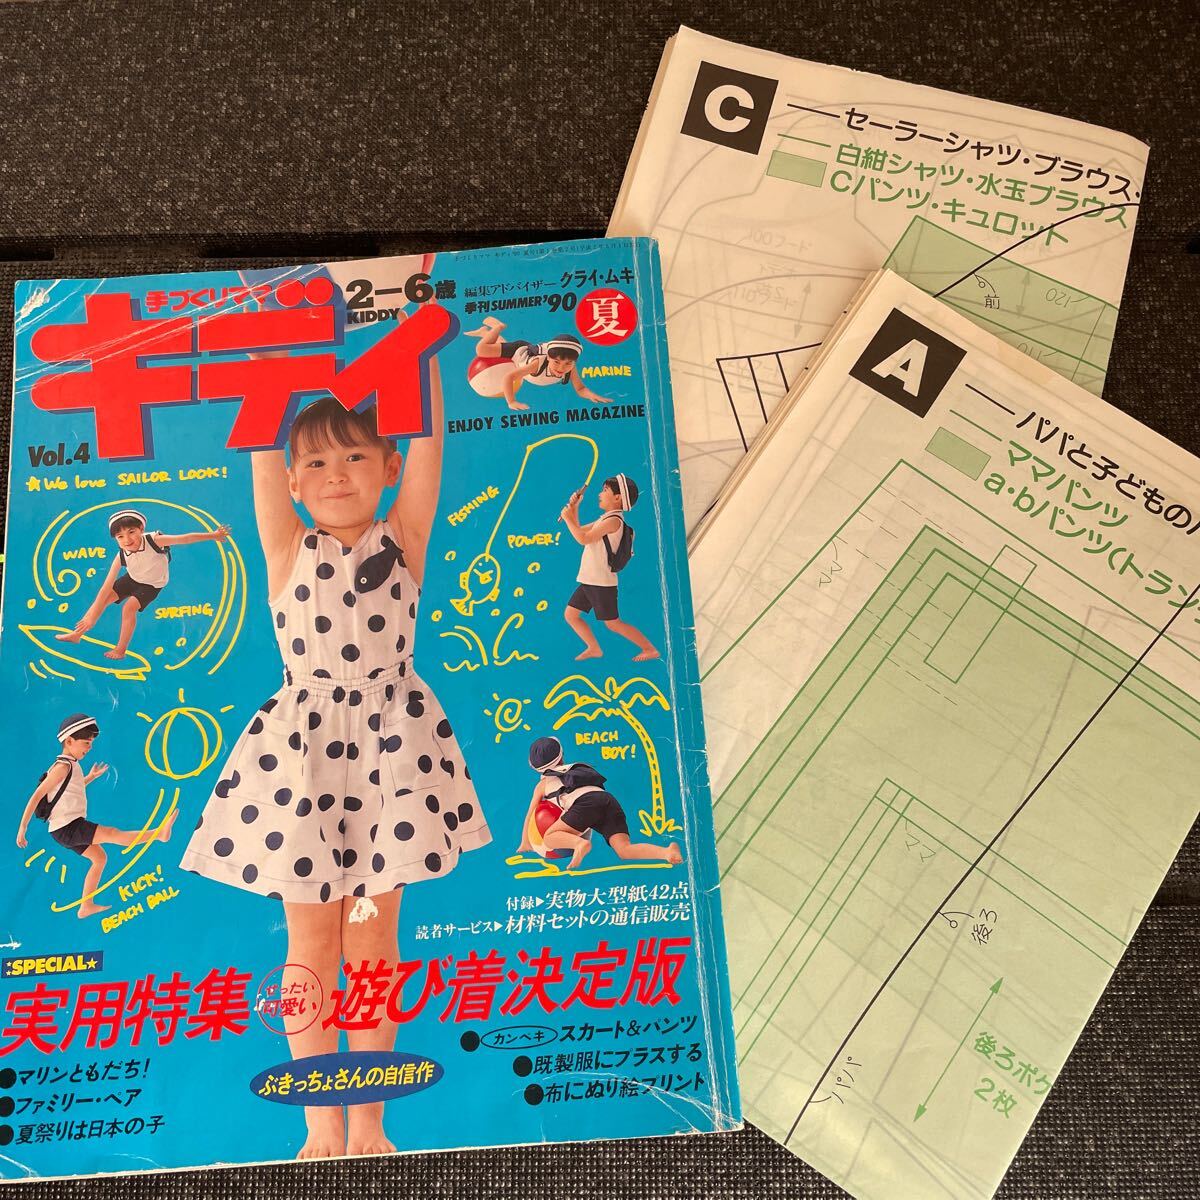 手づくりママ
キディ
KIDDY
2-6歳
編集アドバイザー クライ・ムキ
季刊SUMMER'90
夏
Vol.4
ENJOY SEWING MAGAZINE
★We love SAILOR LOOK!
MARINE
WAVE
SURFING
FISHING
POWER!
KICK!
BEACH BALL
BEACH
BOY!
付録▶実物大型紙42点
読者サービス▶材料セットの通信販売
SPECIAL
実用特集
ぜったい
可愛い
遊び着決定版
●マリンともだち!
●ファミリー・ペア
●夏祭りは日本の子
ぶきっちょさんの自信作
●カンペキ スカート&パンツ
●既製服にプラスする
●布にぬり絵プリント
C
セーラーシャツ・ブラウス・
白紺シャツ・水玉ブラウス
Cパンツ・キュロット
前
120
110
A
パパと子どもの
ママパンツ
a・bパンツ(トラン
ママ
ママ
後ろ
パパ
後ろポケ
2枚